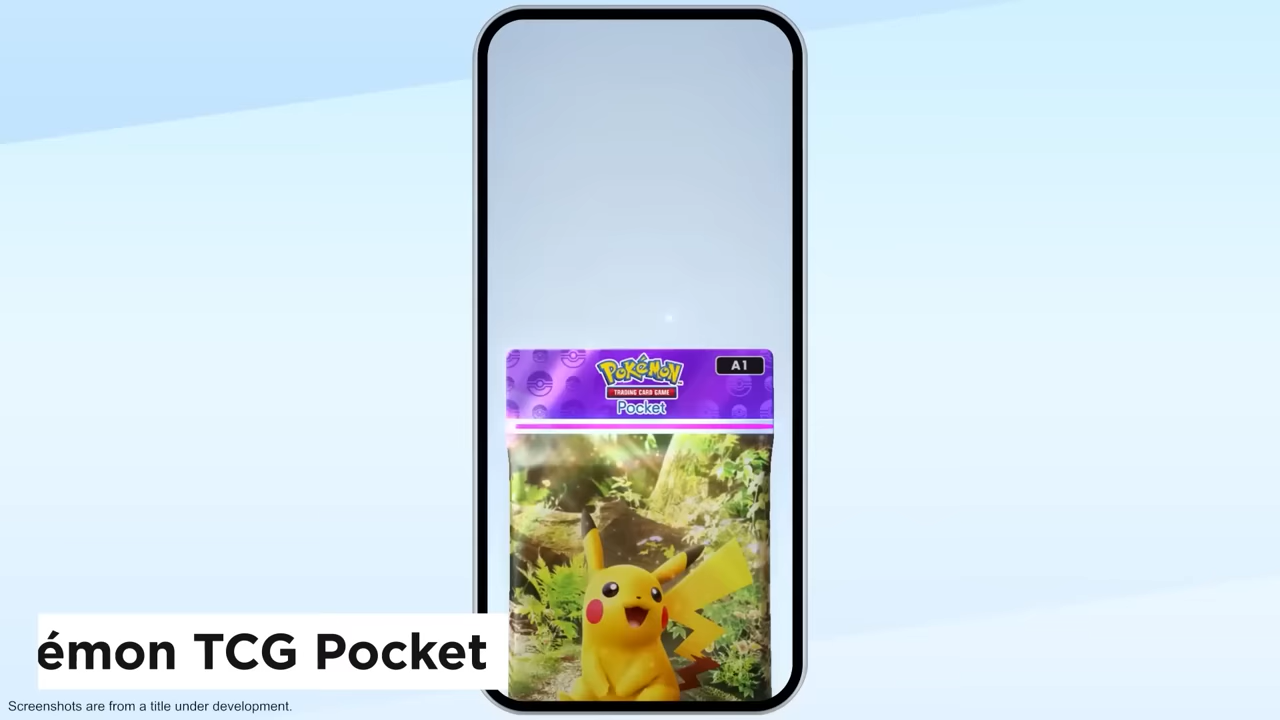 Pokémon
TRADING CARD GAME
Pocket
A1
émon TCG Pocket
Screenshots are from a title under development.